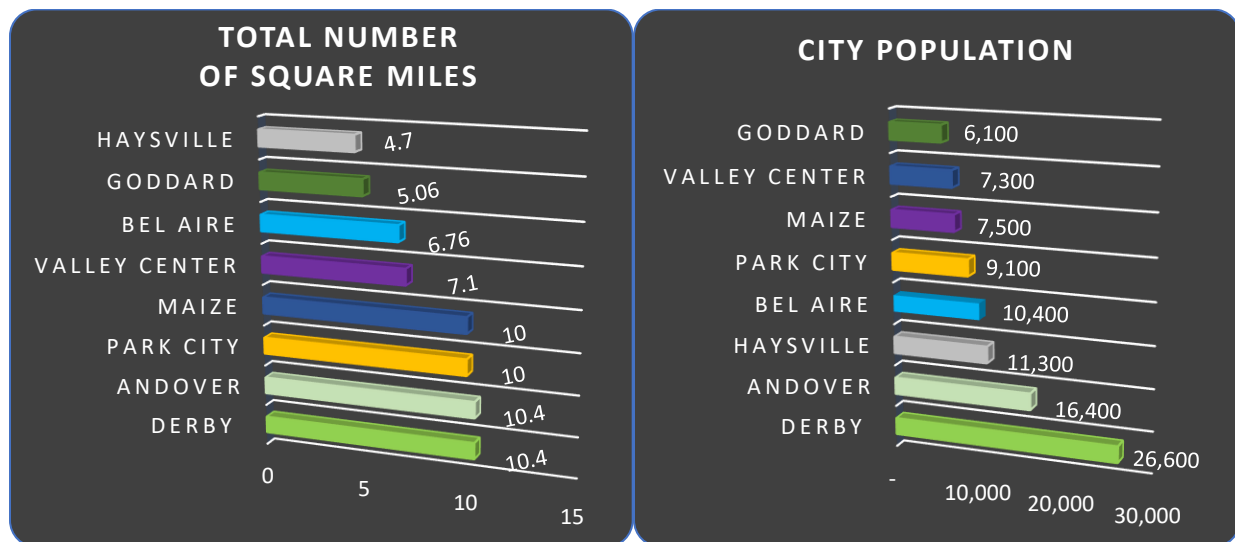 TOTAL NUMBER
OF SQUARE MILES
HAYSVILLE 4.7
GODDARD 5.06
BEL AIRE 6.76
VALLEY CENTER 7.1
MAIZE 10
PARK CITY 10
ANDOVER 10.4
DERBY 10.4
0 5 10 15
CITY POPULATION
GODDARD 6,100
VALLEY CENTER 7,300
MAIZE 7,500
PARK CITY 9,100
BEL AIRE 10,400
HAYSVILLE 11,300
ANDOVER 16,400
DERBY 26,600
- 10,000 20,000 30,000